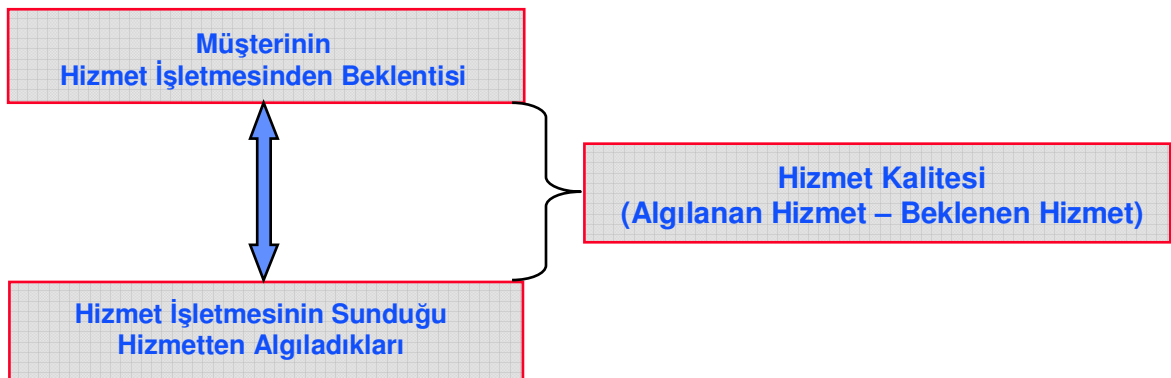 Müşterinin
Hizmet İşletmesinden Beklentisi
Hizmet Kalitesi
(Algılanan Hizmet – Beklenen Hizmet)
Hizmet İşletmesinin Sunduğu
Hizmetten Algıladıkları